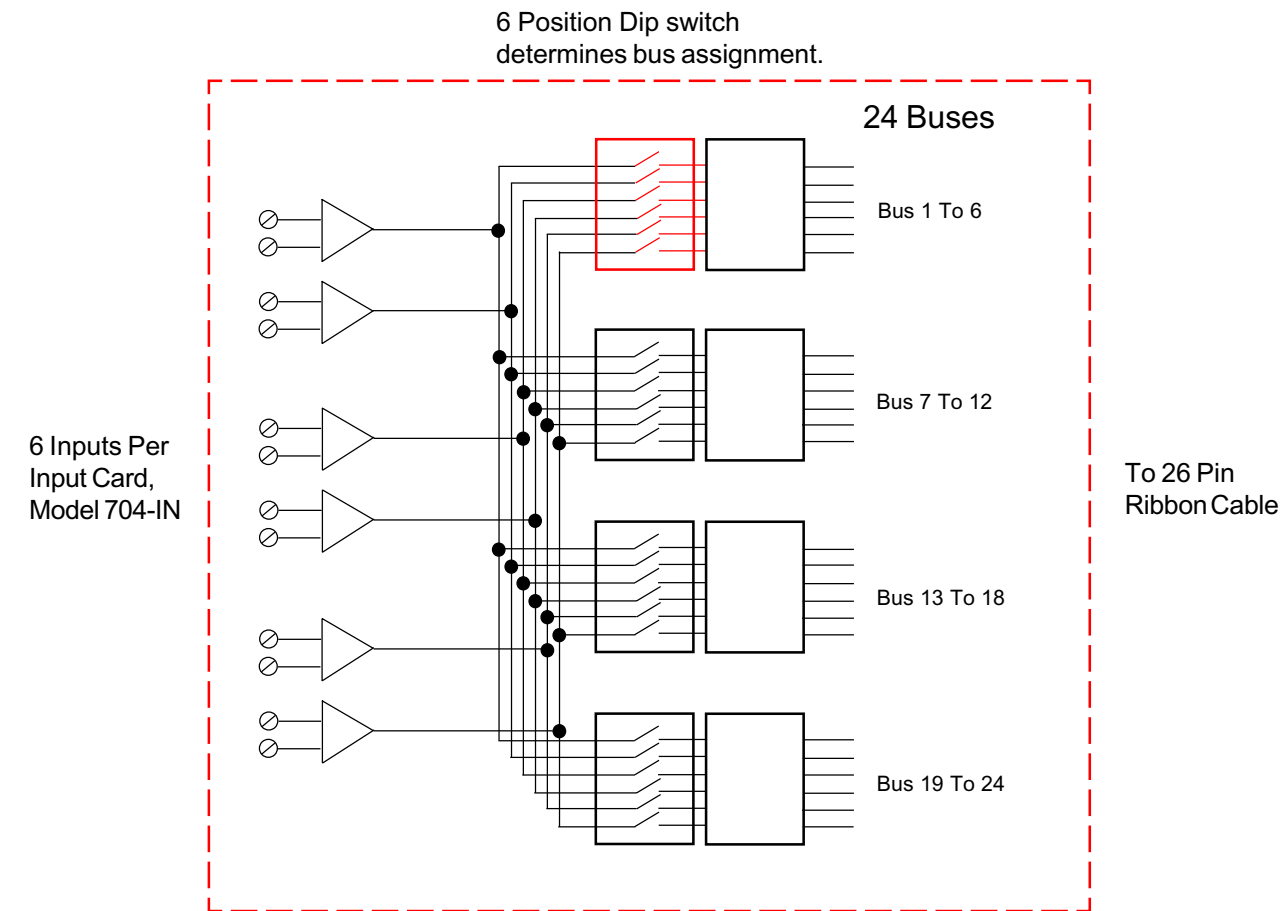 6 Position Dip switch
determines bus assignment.
24 Buses
Bus 1 To 6
Bus 7 To 12
6 Inputs Per
Input Card,
Model 704-IN
To 26 Pin
Ribbon Cable
Bus 13 To 18
Bus 19 To 24